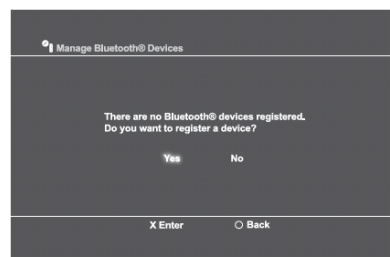 Manage Bluetooth® Devices
There are no Bluetooth® devices registered.
Do you want to register a device?
Yes No
X Enter O Back